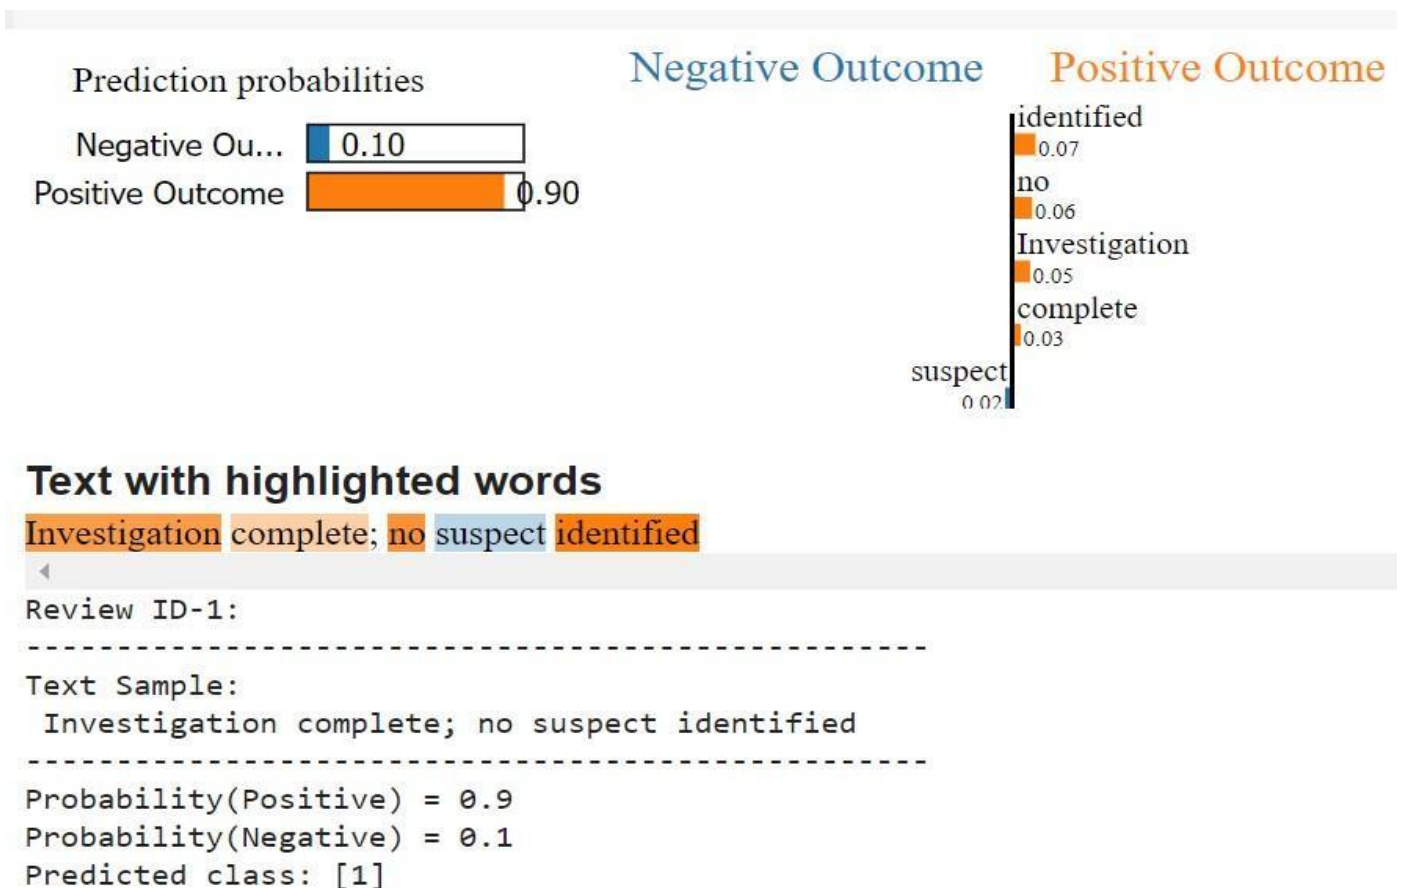 Prediction probabilities
Negative Ou... 0.10
Positive Outcome 0.90
Negative Outcome Positive Outcome
identified
0.07
no
0.06
Investigation
0.05
complete
0.03
suspect
0.02
Text with highlighted words
Investigation complete; no suspect identified
Review ID-1:
--------------------------------------------------
Text Sample:
Investigation complete; no suspect identified
--------------------------------------------------
Probability(Positive) = 0.9
Probability(Negative) = 0.1
Predicted class: [1]